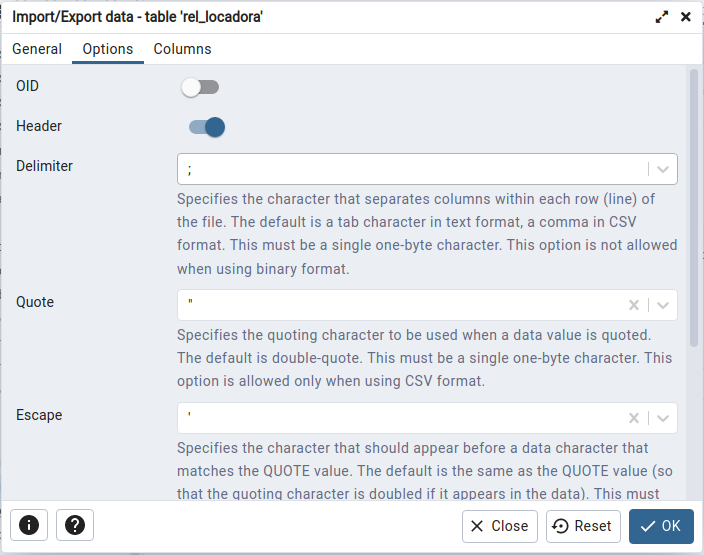 Import/Export data - table 'rel_locadora'
General Options Columns
OID
Header
Delimiter
;
Specifies the character that separates columns within each row (line) of
the file. The default is a tab character in text format, a comma in CSV
format. This must be a single one-byte character. This option is not allowed
when using binary format.
Quote
"
Specifies the quoting character to be used when a data value is quoted.
The default is double-quote. This must be a single one-byte character. This
option is allowed only when using CSV format.
Escape
'
Specifies the character that should appear before a data character that
matches the QUOTE value. The default is the same as the QUOTE value (so
that the quoting character is doubled if it appears in the data). This must
Close Reset OK